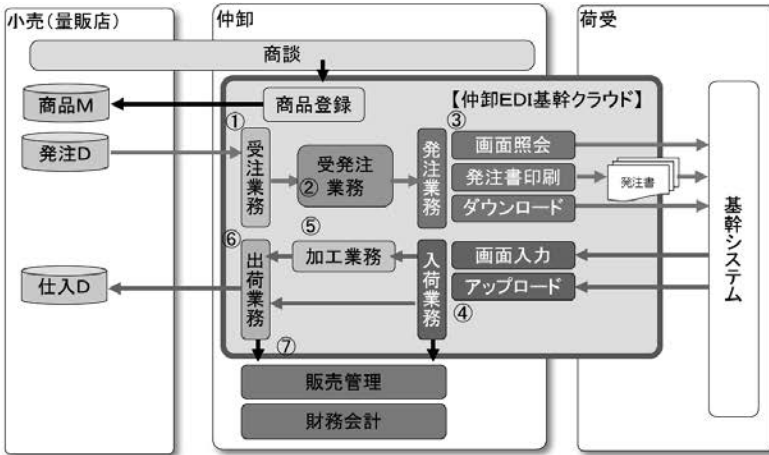 小売(量販店)
仲卸
荷受
商談
商品M
商品登録
【仲卸EDI基幹クラウド】
①
③
発注D
受注業務
②
受発注
業務
発注業務
画面照会
発注書印刷
発注書
ダウンロード
基幹システム
⑥
⑤
仕入D
出荷業務
加工業務
入荷業務
画面入力
アップロード
④
⑦
販売管理
財務会計